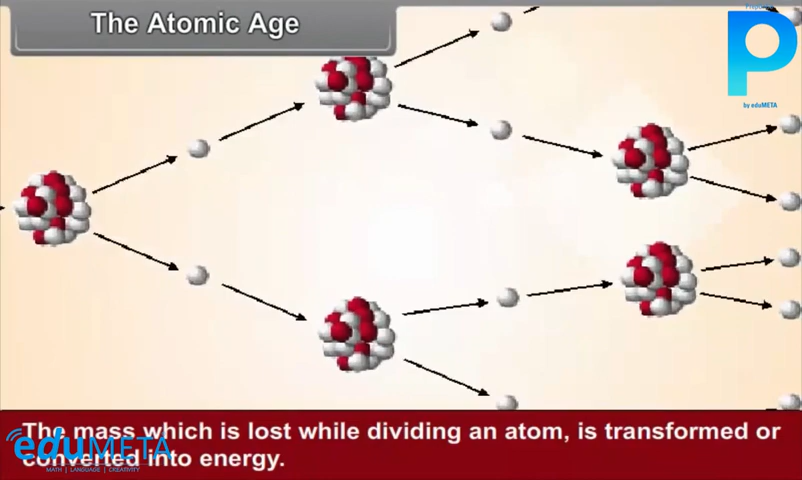 The Atomic Age
P
by eduMETA
The mass which is lost while dividing an atom, is transformed or
converted into energy.
eduMETA
MATH | LANGUAGE | CREATIVITY